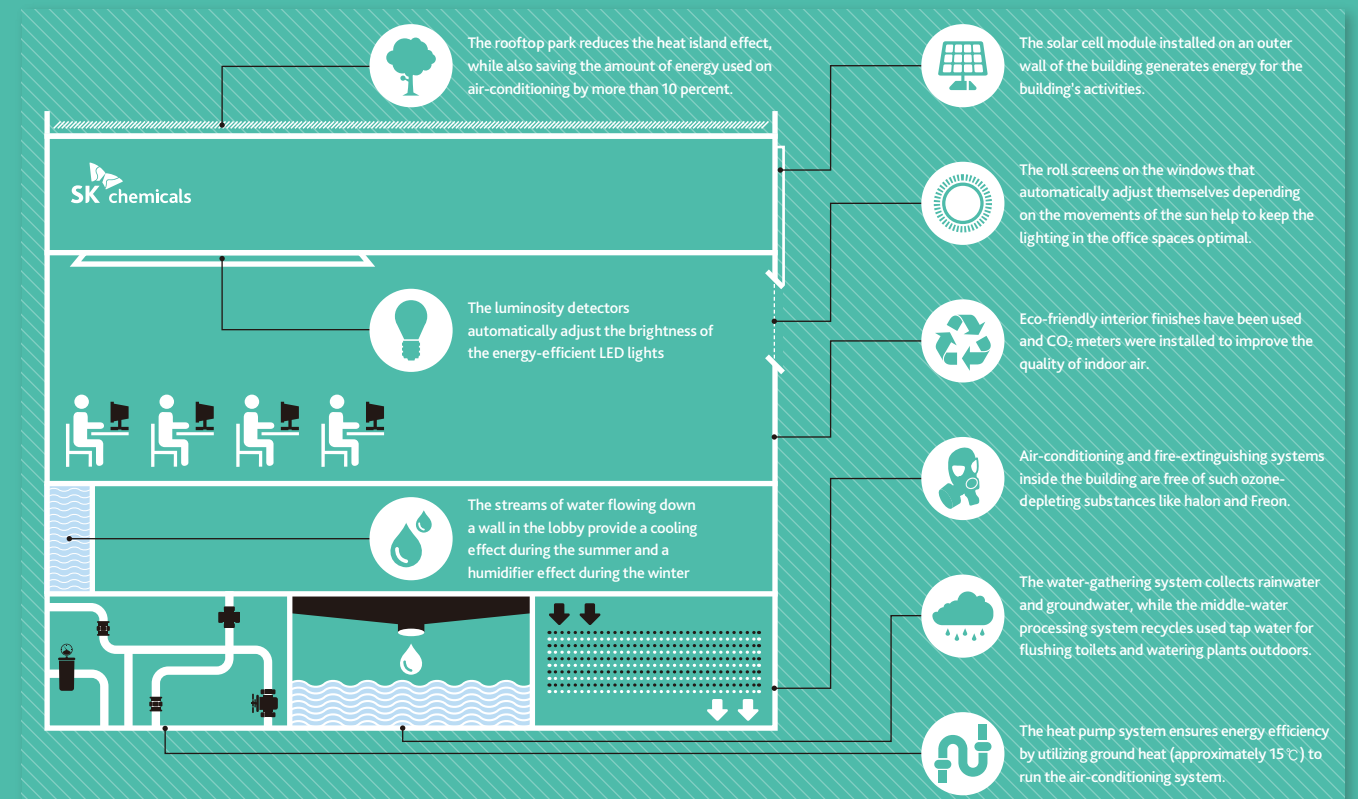 The rooftop park reduces the heat island effect,
while also saving the amount of energy used on
air-conditioning by more than 10 percent.
SK chemicals
The luminosity detectors
automatically adjust the brightness of
the energy-efficient LED lights
The streams of water flowing down
a wall in the lobby provide a cooling
effect during the summer and a
humidifier effect during the winter
The solar cell module installed on an outer
wall of the building generates energy for the
building's activities.
The roll screens on the windows that
automatically adjust themselves depending
on the movements of the sun help to keep the
lighting in the office spaces optimal.
Eco-friendly interior finishes have been used
and CO₂ meters were installed to improve the
quality of indoor air.
Air-conditioning and fire-extinguishing systems
inside the building are free of such ozone-
depleting substances like halon and Freon.
The water-gathering system collects rainwater
and groundwater, while the middle-water
processing system recycles used tap water for
flushing toilets and watering plants outdoors.
The heat pump system ensures energy efficiency
by utilizing ground heat (approximately 15℃) to
run the air-conditioning system.